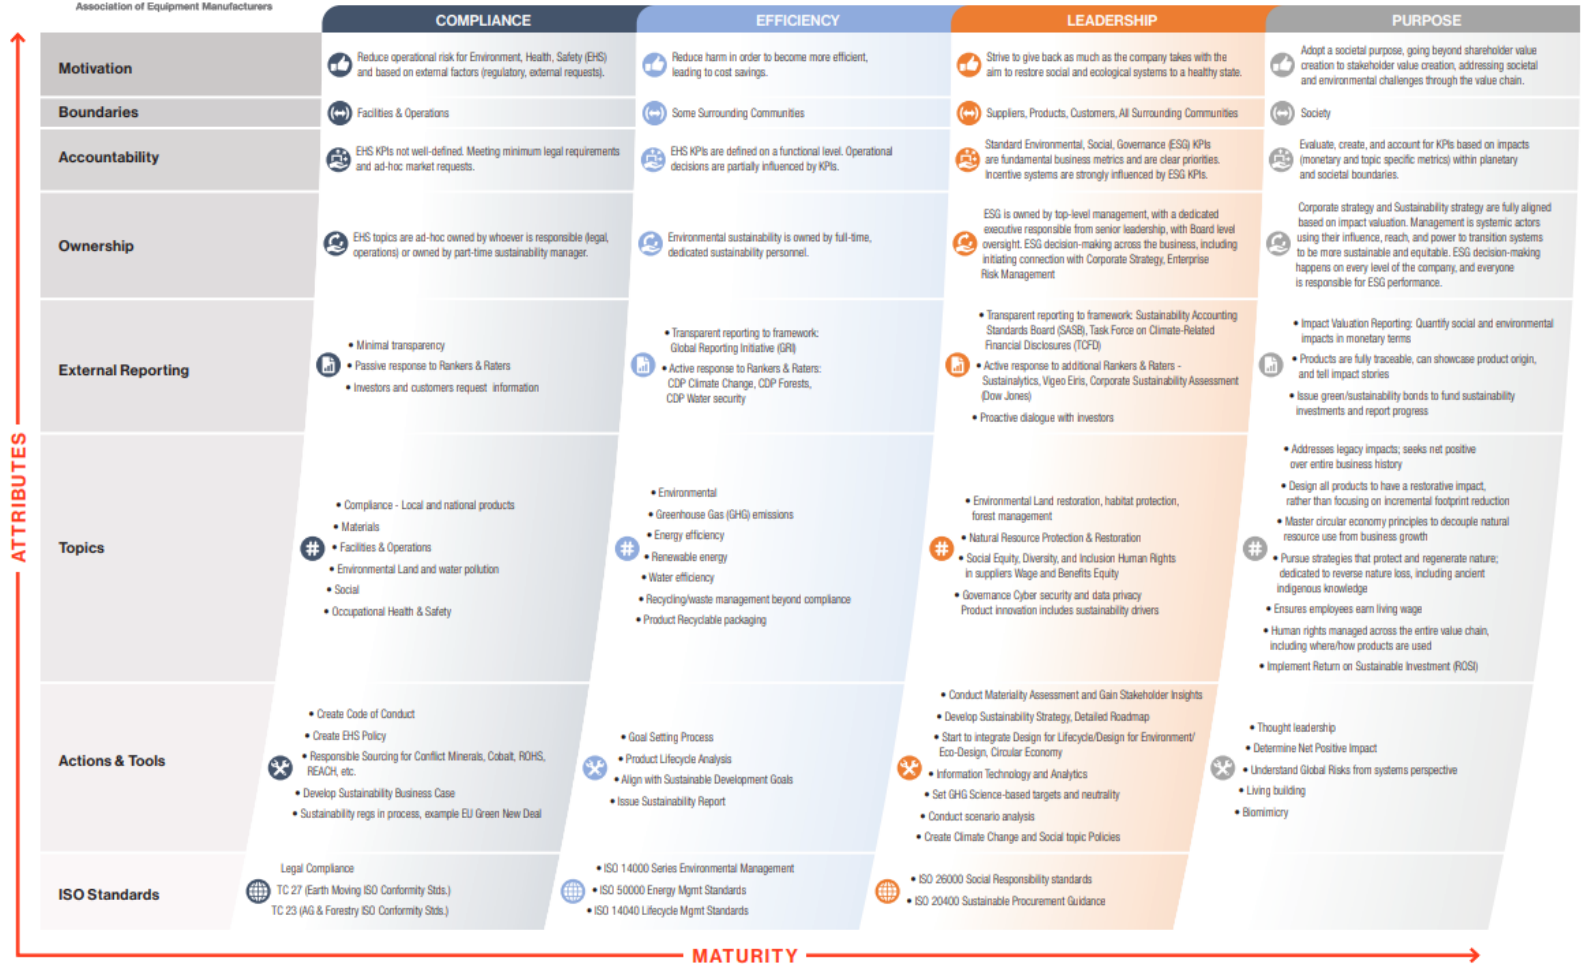 Association of Equipment Manufacturers
COMPLIANCE
EFFICIENCY
LEADERSHIP
PURPOSE
Motivation
Reduce operational risk for Environment, Health, Safety (EHS)
and based on external factors (regulatory, external requests).
Reduce harm in order to become more efficient,
leading to cost savings.
Strive to give back as much as the company takes with the
aim to restore social and ecological systems to a healthy state.
Adopt a societal purpose, going beyond shareholder value
creation to stakeholder value creation, addressing societal
and environmental challenges through the value chain.
Boundaries
Facilities & Operations
Some Surrounding Communities
Suppliers, Products, Customers, All Surrounding Communities
Society
Accountability
EHS KPIs not well-defined. Meeting minimum legal requirements
and ad-hoc market requests.
EHS KPIs are defined on a functional level. Operational
decisions are partially influenced by KPIs.
Standard Environmental, Social, Governance (ESG) KPIs
are fundamental business metrics and are clear priorities.
Incentive systems are strongly influenced by ESG KPIs.
Evaluate, create, and account for KPIs based on impacts
(monetary and topic specific metrics) within planetary
and societal boundaries.
Ownership
EHS topics are ad-hoc owned by whoever is responsible (legal,
operations) or owned by part-time sustainability manager.
Environmental sustainability is owned by full-time,
dedicated sustainability personnel.
ESG is owned by top-level management, with a dedicated
executive responsible from senior leadership, with Board level
oversight. ESG decision-making across the business, including
initiating connection with Corporate Strategy, Enterprise
Risk Management
Corporate strategy and Sustainability strategy are fully aligned
based on impact valuation. Management is systemic actors
using their influence, reach, and power to transition systems
to be more sustainable and equitable. ESG decision-making
happens on every level of the company, and everyone
is responsible for ESG performance.
External Reporting
• Minimal transparency
• Passive response to Rankers & Raters
• Investors and customers request information
• Transparent reporting to framework:
Global Reporting Initiative (GRI)
• Active response to Rankers & Raters:
CDP Climate Change, CDP Forests,
CDP Water security
• Transparent reporting to framework: Sustainability Accounting
Standards Board (SASB), Task Force on Climate-Related
Financial Disclosures (TCFD)
• Active response to additional Rankers & Raters -
Sustainalytics, Vigeo Eiris, Corporate Sustainability Assessment
(Dow Jones)
• Proactive dialogue with investors
• Impact Valuation Reporting: Quantify social and environmental
impacts in monetary terms
• Products are fully traceable, can showcase product origin,
and tell impact stories
• Issue green/sustainability bonds to fund sustainability
investments and report progress
Topics
• Compliance - Local and national products
• Materials
• Facilities & Operations
• Environmental Land and water pollution
• Social
• Occupational Health & Safety
• Environmental
• Greenhouse Gas (GHG) emissions
• Energy efficiency
• Renewable energy
• Water efficiency
• Recycling/waste management beyond compliance
• Product Recyclable packaging
• Environmental Land restoration, habitat protection,
forest management
• Natural Resource Protection & Restoration
• Social Equity, Diversity, and Inclusion Human Rights
in suppliers Wage and Benefits Equity
• Governance Cyber security and data privacy
Product innovation includes sustainability drivers
• Addresses legacy impacts; seeks net positive
over entire business history
• Design all products to have a restorative impact,
rather than focusing on incremental footprint reduction
• Master circular economy principles to decouple natural
resource use from business growth
• Pursue strategies that protect and regenerate nature;
dedicated to reverse nature loss, including ancient
indigenous knowledge
• Ensures employees earn living wage
• Human rights managed across the entire value chain,
including where/how products are used
• Implement Return on Sustainable Investment (ROSI)
Actions & Tools
• Create Code of Conduct
• Create EHS Policy
• Responsible Sourcing for Conflict Minerals, Cobalt, ROHS,
REACH, etc.
• Develop Sustainability Business Case
• Sustainability regs in process, example EU Green New Deal
• Goal Setting Process
• Product Lifecycle Analysis
• Align with Sustainable Development Goals
• Issue Sustainability Report
• Conduct Materiality Assessment and Gain Stakeholder Insights
• Develop Sustainability Strategy, Detailed Roadmap
• Start to integrate Design for Lifecycle/Design for Environment/
Eco-Design, Circular Economy
• Information Technology and Analytics
• Set GHG Science-based targets and neutrality
• Conduct scenario analysis
• Create Climate Change and Social topic Policies
• Thought leadership
• Determine Net Positive Impact
• Understand Global Risks from systems perspective
• Living building
• Biomimicry
ISO Standards
Legal Compliance
TC 27 (Earth Moving ISO Conformity Stds.)
TC 23 (AG & Forestry ISO Conformity Stds.)
• ISO 14000 Series Environmental Management
• ISO 50000 Energy Mgmt Standards
• ISO 14040 Lifecycle Mgmt Standards
• ISO 26000 Social Responsibility standards
• ISO 20400 Sustainable Procurement Guidance
ATTRIBUTES
MATURITY